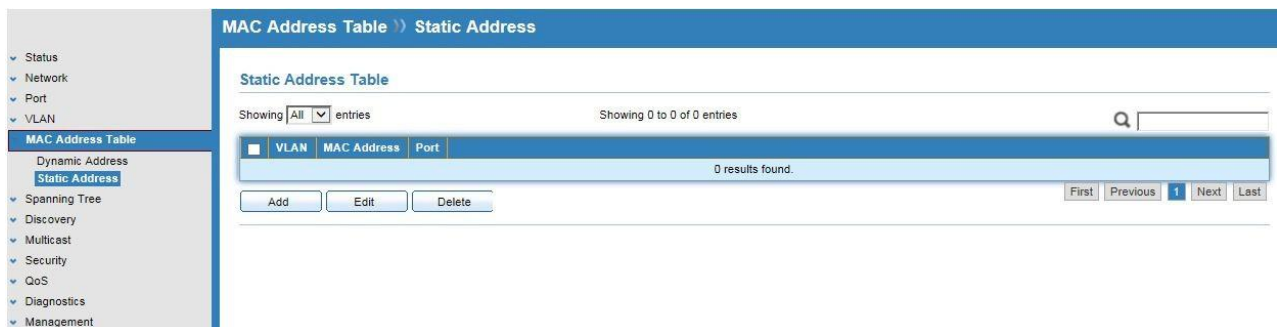 MAC Address Table 》 Static Address
Status
Network
Port
VLAN
MAC Address Table
Dynamic Address
Static Address
Spanning Tree
Discovery
Multicast
Security
QoS
Diagnostics
Management
Static Address Table
Showing All entries
Showing 0 to 0 of 0 entries
VLAN MAC Address Port
0 results found.
Add Edit Delete
First Previous 1 Next Last